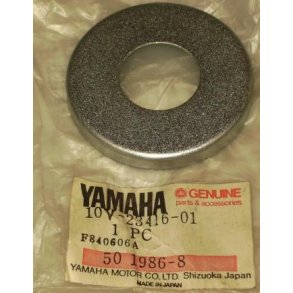 YAMAHA
GENUINE
parts & accessories
10V-23416-01
1 PC
F840606A
50 1986-8
YAMAHA MOTOR CO.LTD Shizuoka Japan
MADE IN JAPAN